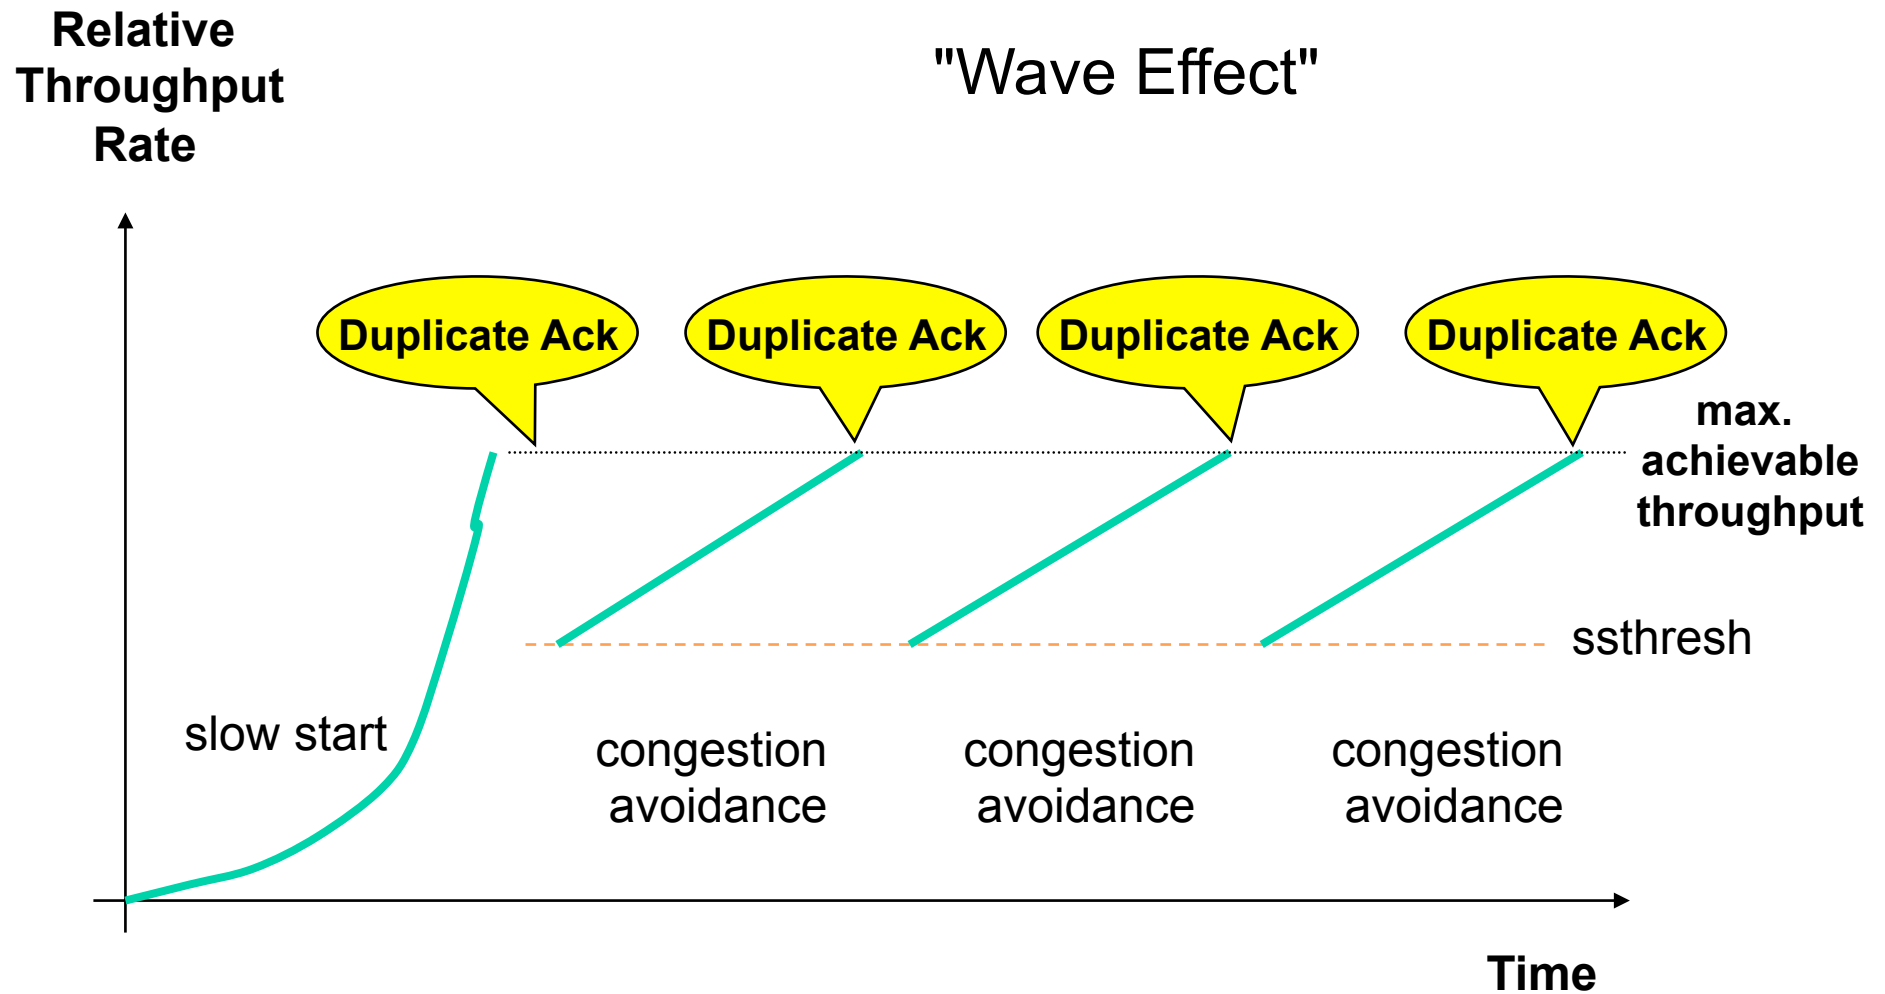 Relative
Throughput
Rate
"Wave Effect"
Duplicate Ack
Duplicate Ack
Duplicate Ack
Duplicate Ack
max.
achievable
throughput
ssthresh
slow start
congestion
avoidance
congestion
avoidance
congestion
avoidance
Time